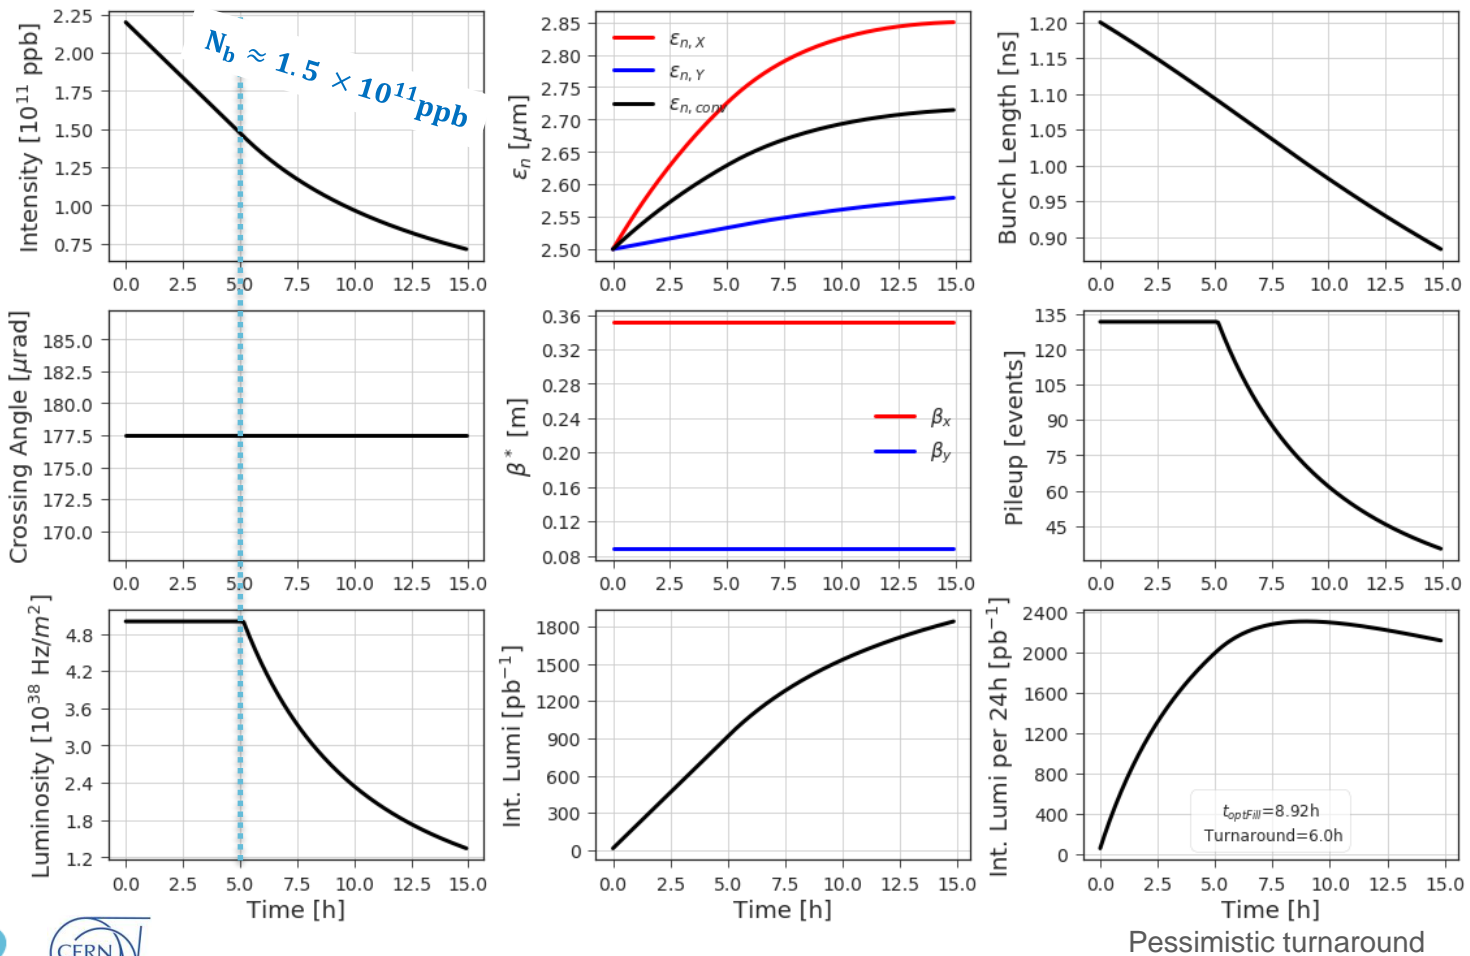 Intensity [10^11 ppb]
2.25
2.00
1.75
1.50
1.25
1.00
0.75
N_b ≈ 1.5 × 10^11 ppb
0.0 2.5 5.0 7.5 10.0 12.5 15.0
ε_n [μm]
2.85
2.80
2.75
2.70
2.65
2.60
2.55
2.50
ε_n, X
ε_n, Y
ε_n, conv
0.0 2.5 5.0 7.5 10.0 12.5 15.0
Bunch Length [ns]
1.20
1.15
1.10
1.05
1.00
0.95
0.90
0.0 2.5 5.0 7.5 10.0 12.5 15.0
Crossing Angle [μrad]
185.0
182.5
180.0
177.5
175.0
172.5
170.0
0.0 2.5 5.0 7.5 10.0 12.5 15.0
β* [m]
0.36
0.32
0.28
0.24
0.20
0.16
0.12
0.08
β_x
β_y
0.0 2.5 5.0 7.5 10.0 12.5 15.0
Pileup [events]
135
120
105
90
75
60
45
0.0 2.5 5.0 7.5 10.0 12.5 15.0
Luminosity [10^38 Hz/m^2]
4.8
4.2
3.6
3.0
2.4
1.8
1.2
0.0 2.5 5.0 7.5 10.0 12.5 15.0
Time [h]
Int. Lumi [pb^−1]
1800
1500
1200
900
600
300
0
0.0 2.5 5.0 7.5 10.0 12.5 15.0
Time [h]
Int. Lumi per 24h [pb^−1]
2400
2000
1600
1200
800
400
0
t_optFill=8.92h
Turnaround=6.0h
0.0 2.5 5.0 7.5 10.0 12.5 15.0
Time [h]
CERN
Pessimistic turnaround